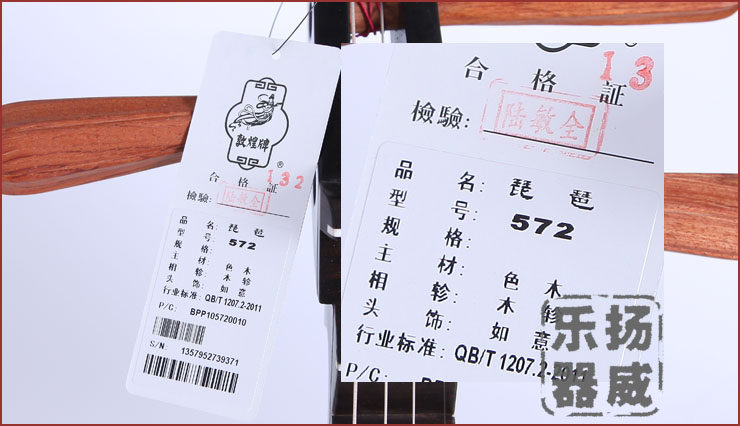 敦煌牌
®
合格証
132
檢驗:
陆敏全
品名: 琵琶
型号: 572
规格:
主材: 色木
相轸: 木轸
头饰: 如意
行业标准: QB/T 1207.2-2011
P/C: BPP105720010
S/N: 1357952739371
合格証
13
檢驗:
陆敏全
品名: 琵琶
型号: 572
规格:
主材: 色木
相轸: 木轸
头饰: 如意
行业标准: QB/T 1207.2-2011
P/C:
扬威
乐器